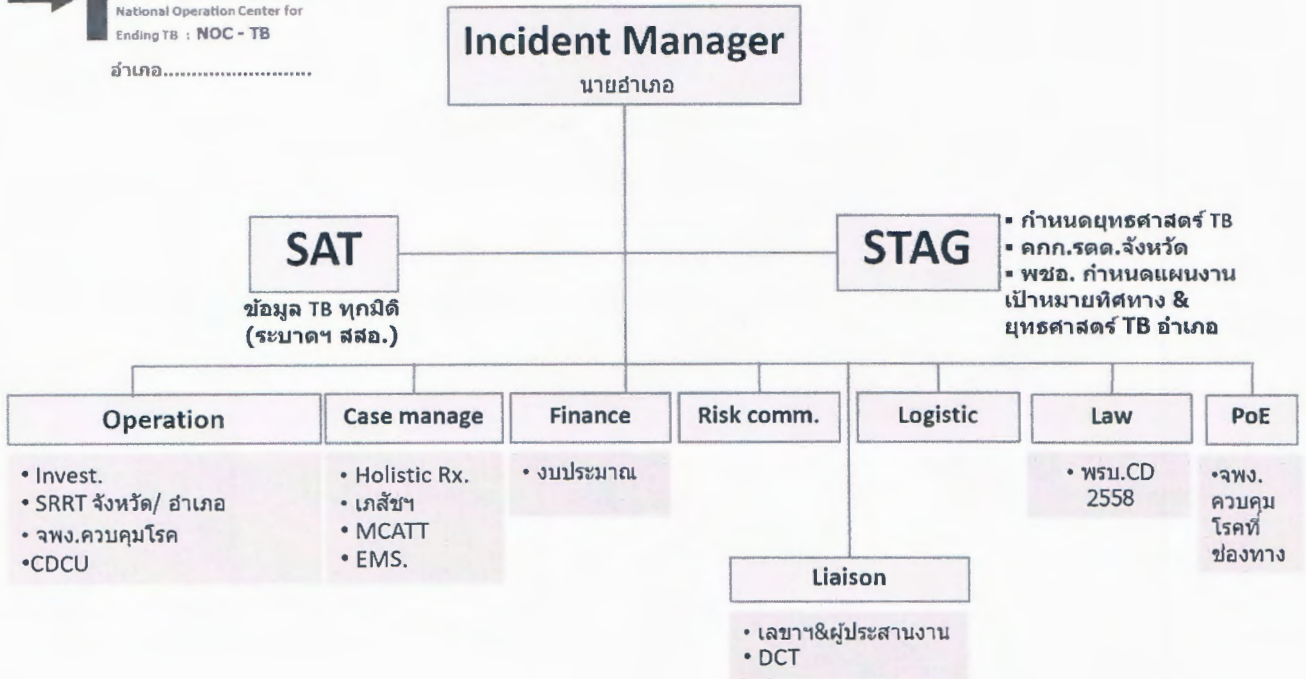 National Operation Center for
Ending TB : NOC - TB
อำเภอ............................
Incident Manager
นายอำเภอ
SAT
ข้อมูล TB ทุกมิติ
(ระบาดฯ สสอ.)
STAG
▪ กำหนดยุทธศาสตร์ TB
▪ คกก.รตต.จังหวัด
▪ พชอ. กำหนดแผนงาน
เป้าหมายทิศทาง &
ยุทธศาสตร์ TB อำเภอ
Operation
• Invest.
• SRRT จังหวัด/ อำเภอ
• จพง.ควบคุมโรค
•CDCU
Case manage
• Holistic Rx.
• เภสัชฯ
• MCATT
• EMS.
Finance
• งบประมาณ
Risk comm.
Logistic
Law
• พรบ.CD
2558
PoE
•จพง.
ควบคุม
โรคที่
ช่องทาง
Liaison
• เลขาฯ&ผู้ประสานงาน
• DCT